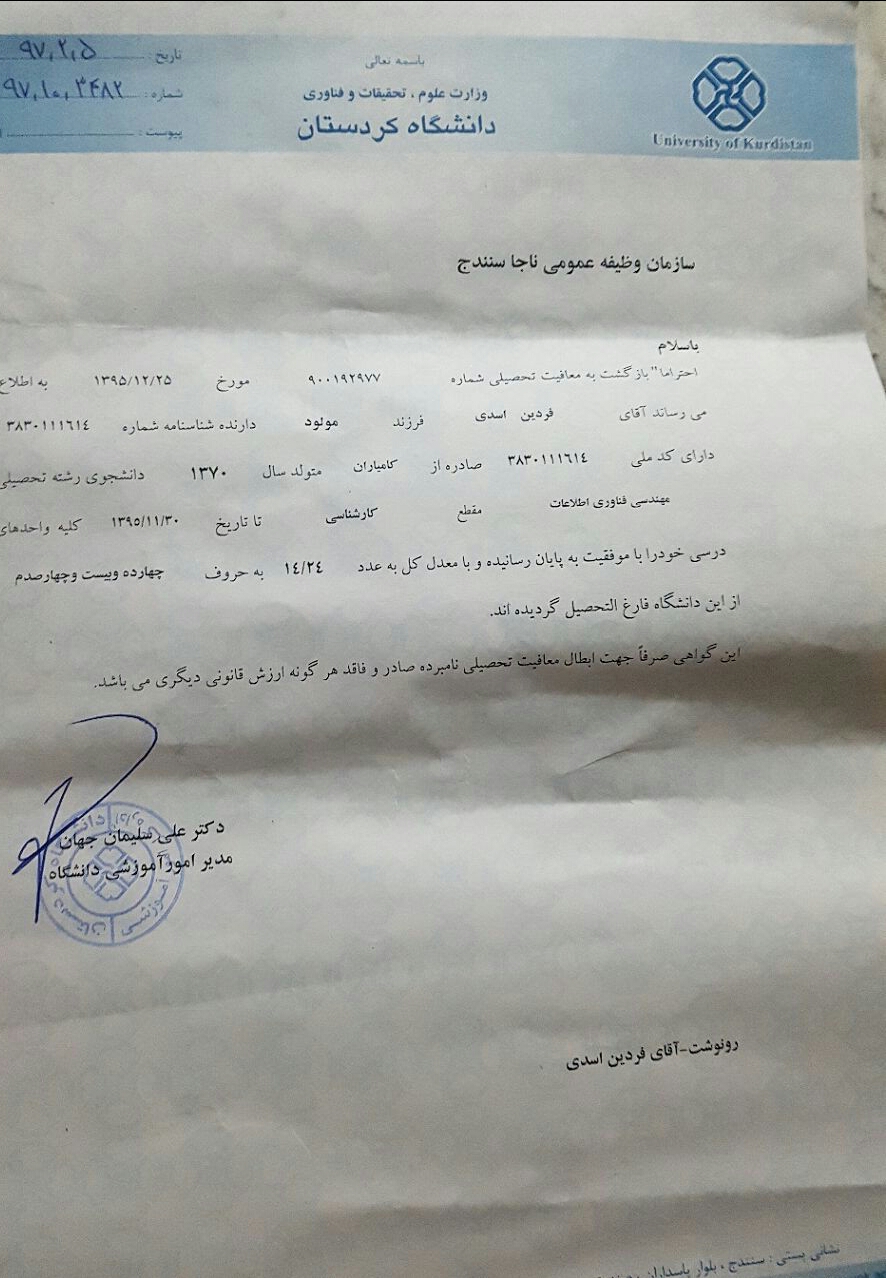 باسمه تعالی
وزارت علوم ، تحقیقات و فناوری
دانشگاه کردستان
University of Kurdistan
تاریخ : ۹۷,۲,۵
شماره : ۹۷,۱۰,۳۴۸۲
پیوست :
سازمان وظیفه عمومی ناجا سنندج
باسلام
احتراما" بازگشت به معافیت تحصیلی شماره ۹۰۰۱۹۲۹۷۷ مورخ ۱۳۹۵/۱۲/۲۵ به اطلاع
می رساند آقای فردین اسدی فرزند مولود دارنده شناسنامه شماره ۳۸۳۰۱۱۱۶۱۴
دارای کد ملی ۳۸۳۰۱۱۱۶۱۴ صادره از کامیاران متولد سال ۱۳۷۰ دانشجوی رشته تحصیلی
مهندسی فناوری اطلاعات مقطع کارشناسی تا تاریخ ۱۳۹۵/۱۱/۳۰ کلیه واحدهای
درسی خودرا با موفقیت به پایان رسانیده و با معدل کل به عدد ۱٤/۲٤ به حروف چهارده وبیست وچهارصدم
از این دانشگاه فارغ التحصیل گردیده اند.
این گواهی صرفاً جهت ابطال معافیت تحصیلی نامبرده صادر و فاقد هر گونه ارزش قانونی دیگری می باشد.
دکتر علی سلیمان جهان
مدیر امورآموزشی دانشگاه
رونوشت-آقای فردین اسدی
نشانی پستی : سنندج ، بلوار پاسداران